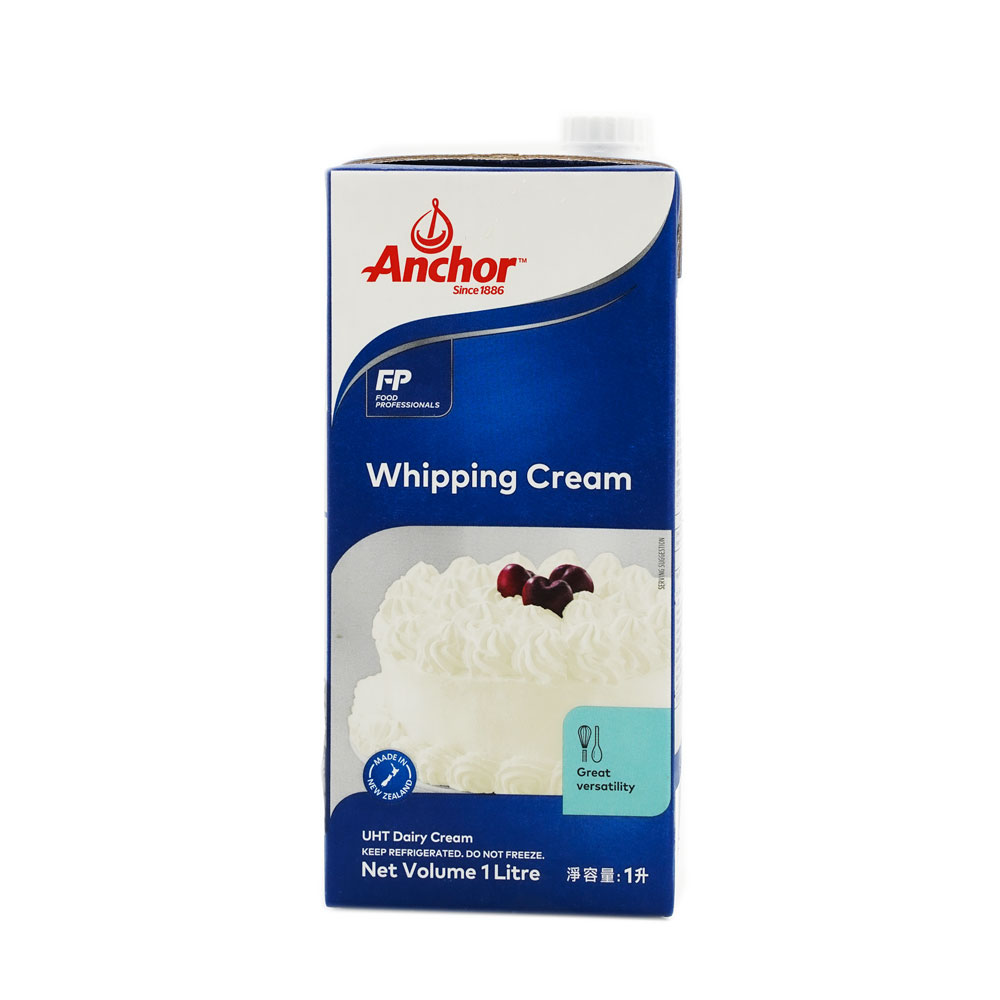 Anchor™
Since 1886
FP
FOOD
PROFESSIONALS
Whipping Cream
SERVING SUGGESTION
MADE IN
NEW ZEALAND
Great
versatility
UHT Dairy Cream
KEEP REFRIGERATED. DO NOT FREEZE.
Net Volume 1 Litre 淨容量: 1升